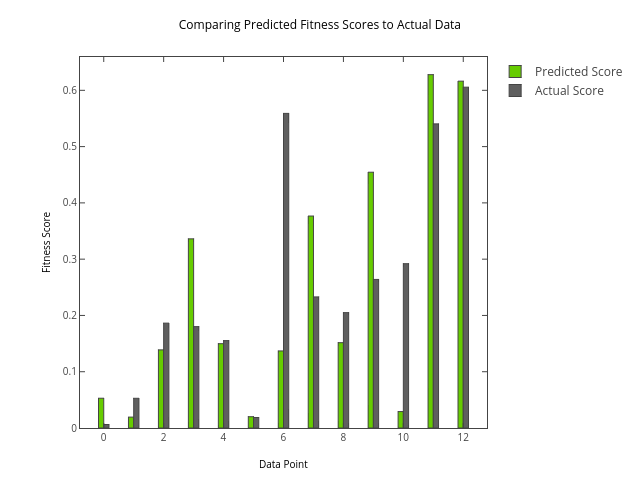 Comparing Predicted Fitness Scores to Actual Data
Predicted Score
Actual Score
Fitness Score
0.6
0.5
0.4
0.3
0.2
0.1
0
0 2 4 6 8 10 12
Data Point